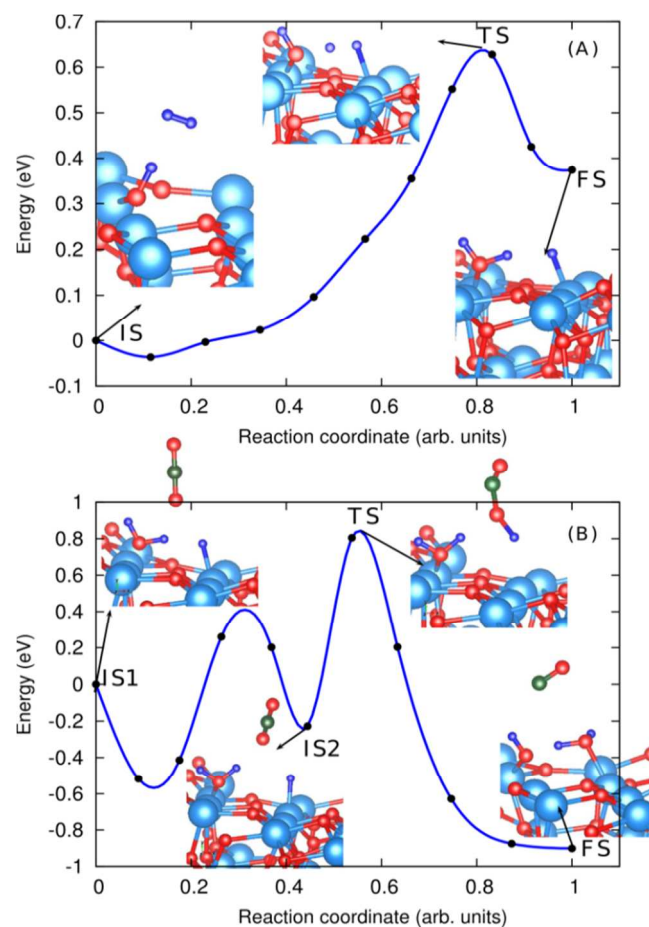 0.7
TS
(A)
0.6
0.5
0.4
FS
0.3
0.2
0.1
IS
0
-0.1
0 0.2 0.4 0.6 0.8 1
Energy (eV)
Reaction coordinate (arb. units)
1
TS
(B)
0.8
0.6
0.4
0.2
0
IS1
-0.2
IS2
-0.4
-0.6
-0.8
FS
-1
0 0.2 0.4 0.6 0.8 1
Energy (eV)
Reaction coordinate (arb. units)